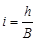 i = h / B